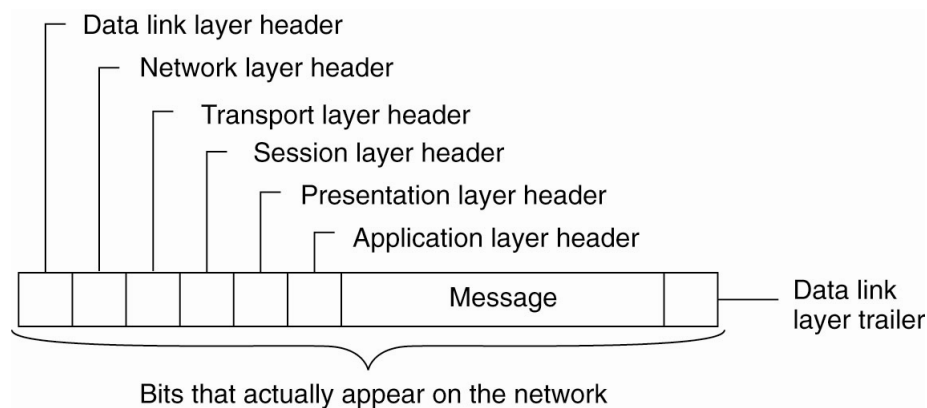 Data link layer header
Network layer header
Transport layer header
Session layer header
Presentation layer header
Application layer header
Message
Data link
layer trailer
Bits that actually appear on the network